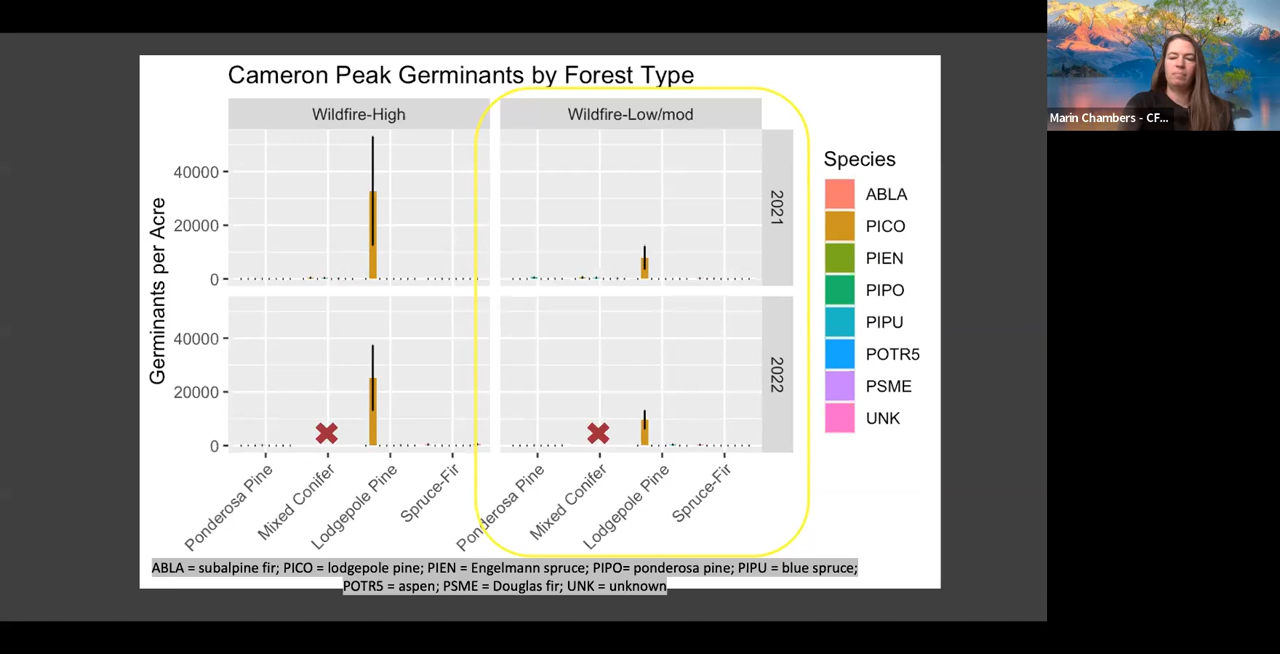 Cameron Peak Germinants by Forest Type
Wildfire-High
Wildfire-Low/mod
Germinants per Acre
40000
20000
0
2021
40000
20000
0
2022
Ponderosa Pine
Mixed Conifer
Lodgepole Pine
Spruce-Fir
Ponderosa Pine
Mixed Conifer
Lodgepole Pine
Spruce-Fir
Species
ABLA
PICO
PIEN
PIPO
PIPU
POTR5
PSME
UNK
ABLA = subalpine fir; PICO = lodgepole pine; PIEN = Engelmann spruce; PIPO= ponderosa pine; PIPU = blue spruce;
POTR5 = aspen; PSME = Douglas fir; UNK = unknown
Marin Chambers - CF...